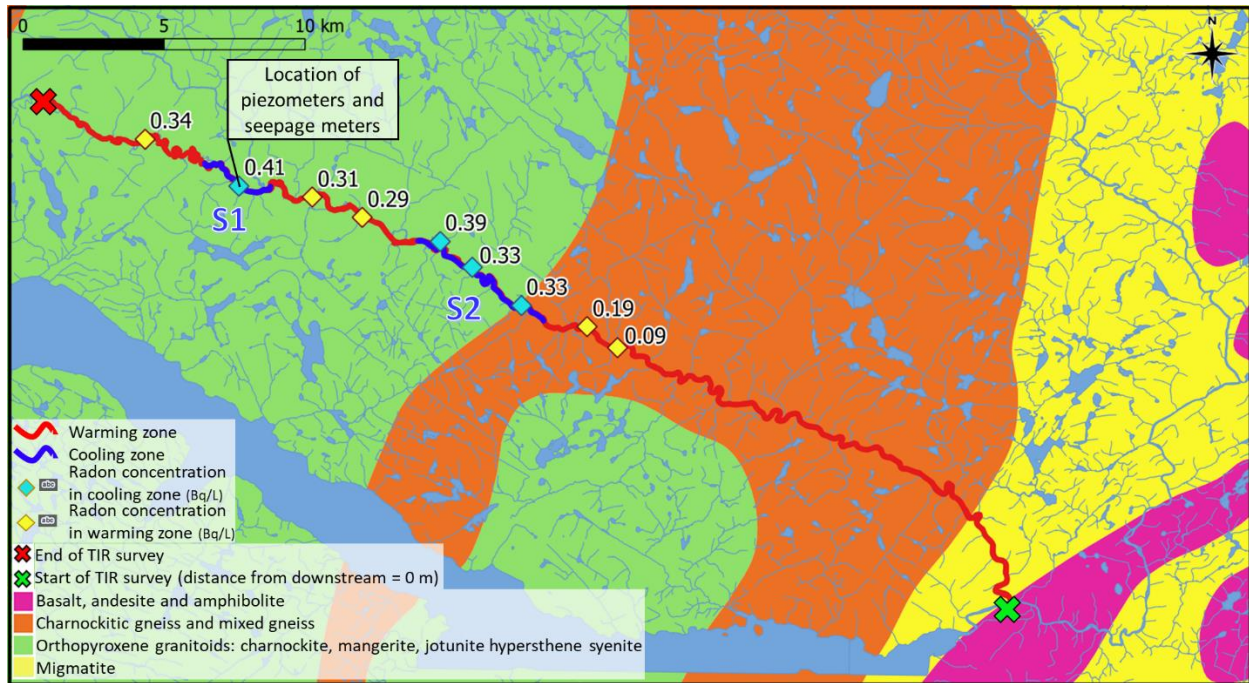 0 5 10 km
N
Location of
piezometers and
seepage meters
0.34
0.41
S1
0.31
0.29
0.39
0.33
S2
0.33
0.19
0.09
Warming zone
Cooling zone
Radon concentration
abc in cooling zone (Bq/L)
Radon concentration
abc in warming zone (Bq/L)
End of TIR survey
Start of TIR survey (distance from downstream = 0 m)
Basalt, andesite and amphibolite
Charnockitic gneiss and mixed gneiss
Orthopyroxene granitoids: charnockite, mangerite, jotunite hypersthene syenite
Migmatite